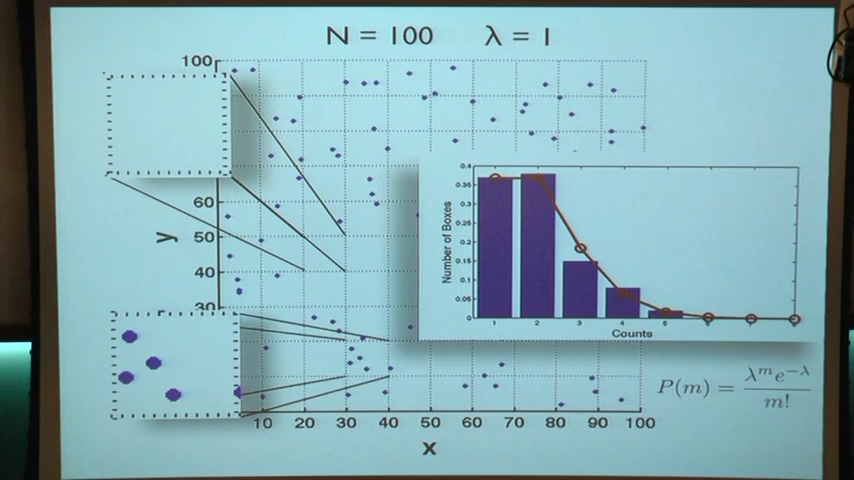 N = 100 λ = 1
100
60
50
40
30
y
10 20 30 40 50 60 70 80 90 100
x
0.4
0.35
0.3
0.25
0.2
0.15
0.1
0.05
0
Number of Boxes
1 2 3 4 5
Counts
P(m) = λ^m e^{-λ} / m!